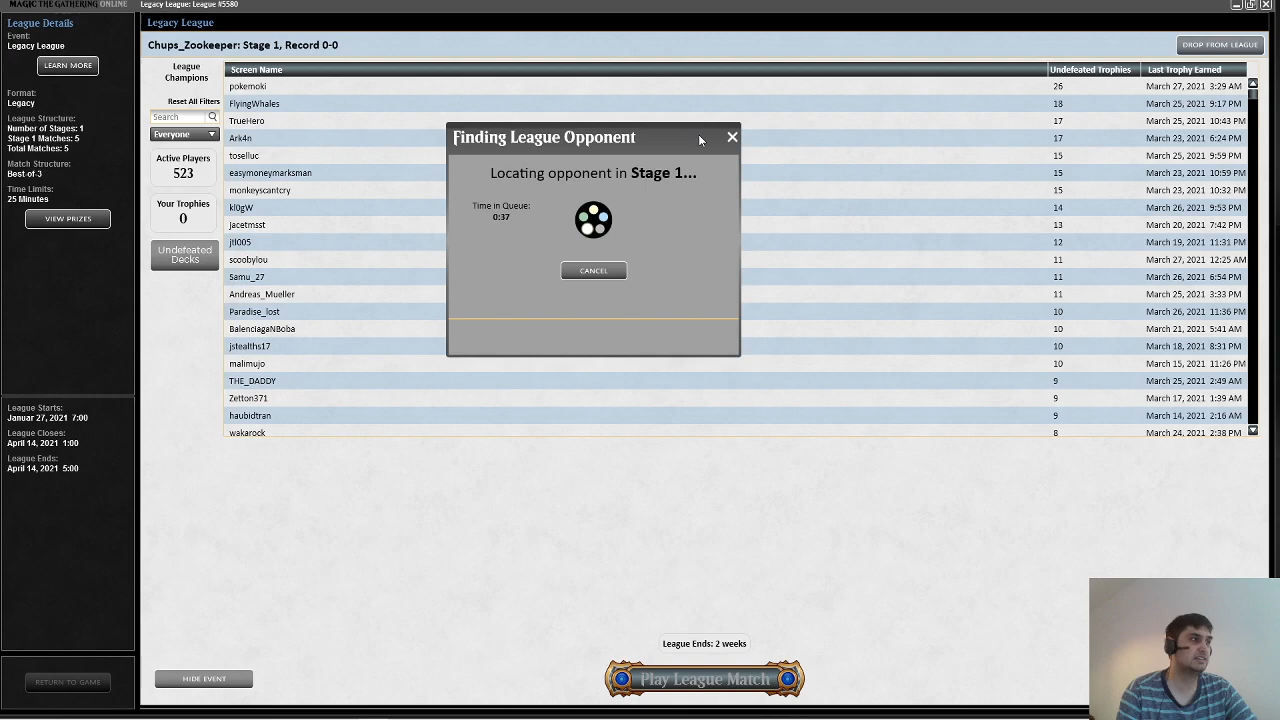 MAGIC THE GATHERING ONLINE
Legacy League: League #5580
League Details
Event:
Legacy League
LEARN MORE
Format:
Legacy
League Structure:
Number of Stages: 1
Stage 1 Matches: 5
Total Matches: 5
Match Structure:
Best-of-3
Time Limits:
25 Minutes
VIEW PRIZES
League Starts:
Januar 27, 2021 7:00
League Closes:
April 14, 2021 1:00
League Ends:
April 14, 2021 5:00
RETURN TO GAME
Legacy League
Chups_Zookeeper: Stage 1, Record 0-0
DROP FROM LEAGUE
League
Champions
Reset All Filters
Search
Everyone
Active Players
523
Your Trophies
0
Undefeated
Decks
Screen Name Undefeated Trophies Last Trophy Earned
pokemoki 26 March 27, 2021 3:29 AM
FlyingWhales 18 March 25, 2021 9:17 PM
TrueHero 17 March 25, 2021 10:43 PM
Ark4n 17 March 23, 2021 6:24 PM
toselluc 15 March 25, 2021 9:59 PM
easymoneymarksman 15 March 23, 2021 10:59 PM
monkeyscantcry 15 March 23, 2021 10:32 PM
kl0gW 14 March 26, 2021 9:53 PM
Jacetmsst 13 March 20, 2021 7:42 PM
jtl005 12 March 19, 2021 11:31 PM
scoobylou 11 March 27, 2021 12:25 AM
Samu_27 11 March 26, 2021 6:54 PM
Andreas_Mueller 11 March 25, 2021 3:33 PM
Paradise_lost 10 March 26, 2021 11:36 PM
BalenciagaNBoba 10 March 21, 2021 5:41 AM
jstealths17 10 March 18, 2021 8:31 PM
malimujo 10 March 15, 2021 11:26 PM
THE_DADDY 9 March 25, 2021 2:49 AM
Zetton371 9 March 17, 2021 1:39 AM
haubidtran 9 March 14, 2021 2:16 AM
wakarock 8 March 24, 2021 2:38 PM
Finding League Opponent
Locating opponent in Stage 1...
Time in Queue:
0:37
CANCEL
League Ends: 2 weeks
HIDE EVENT
Play League Match